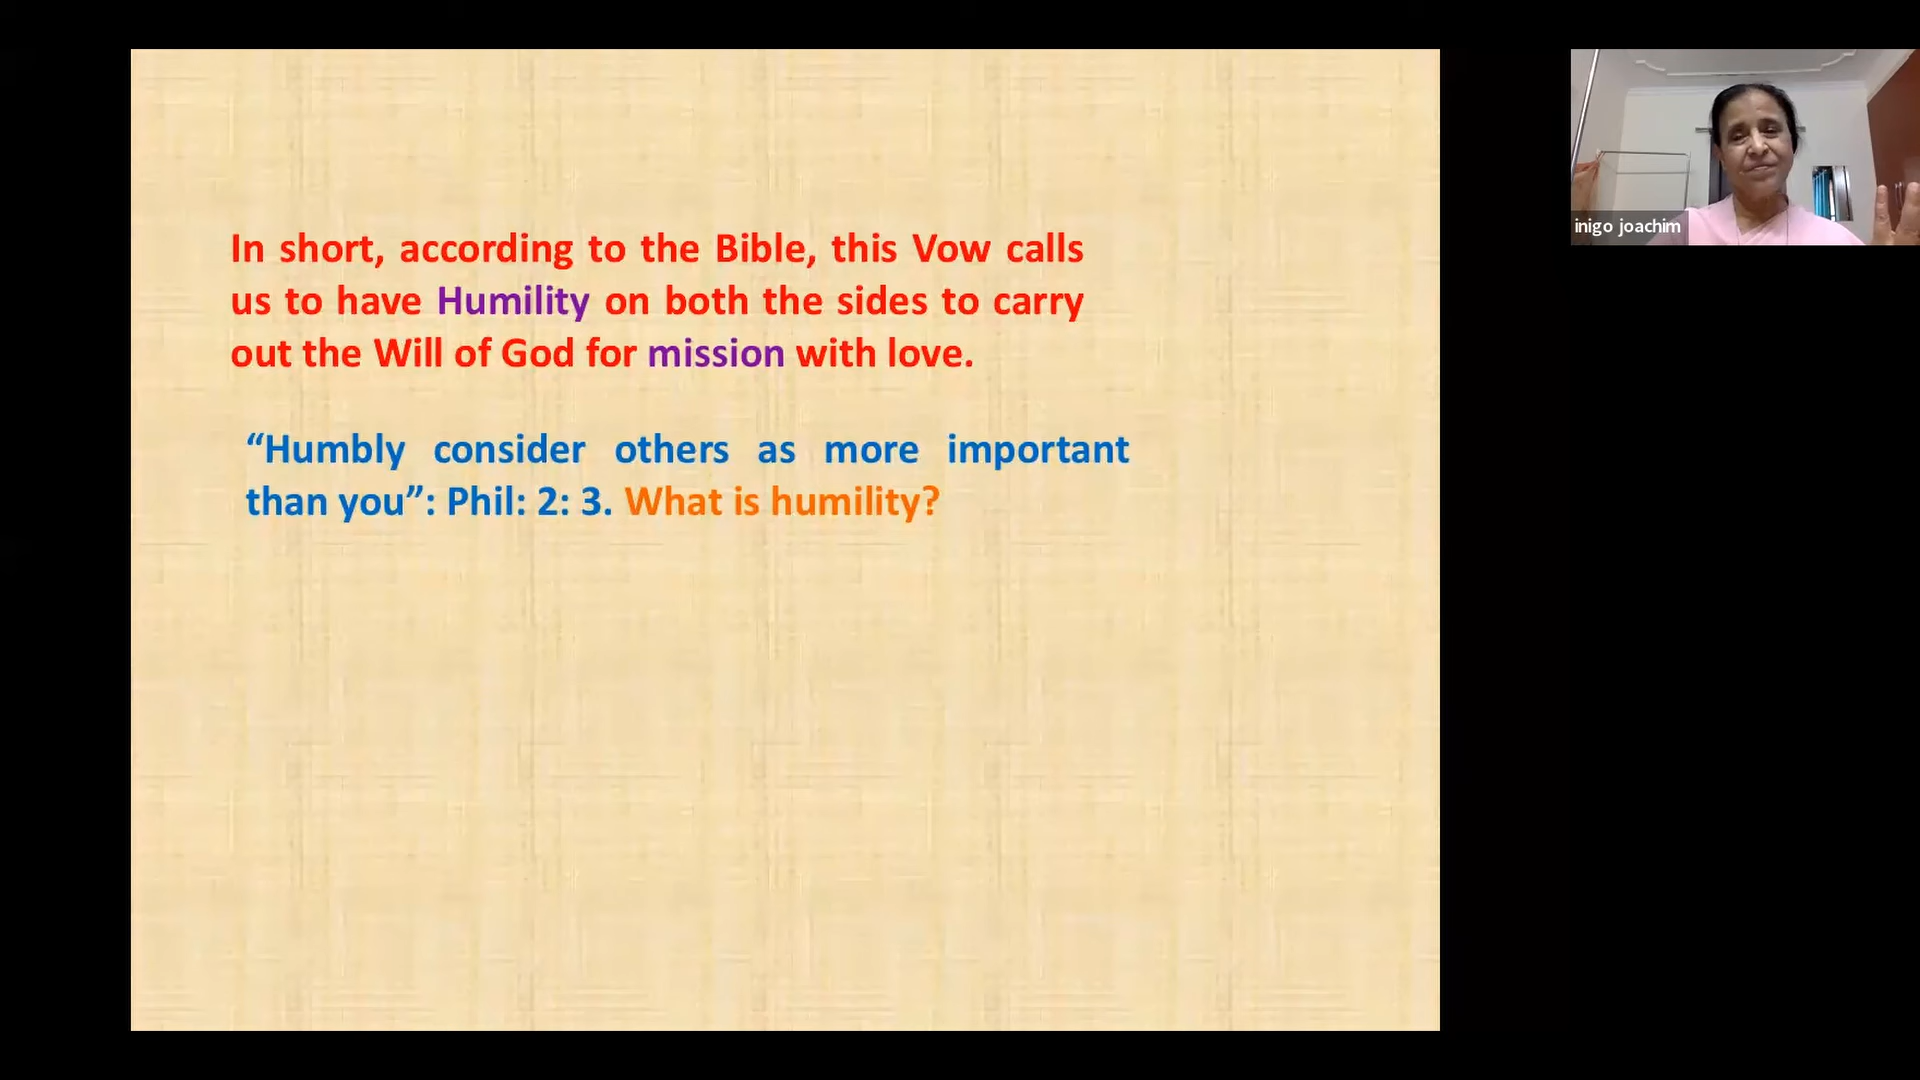 In short, according to the Bible, this Vow calls
us to have Humility on both the sides to carry
out the Will of God for mission with love.
“Humbly consider others as more important
than you”: Phil: 2: 3. What is humility?
inigo joachim